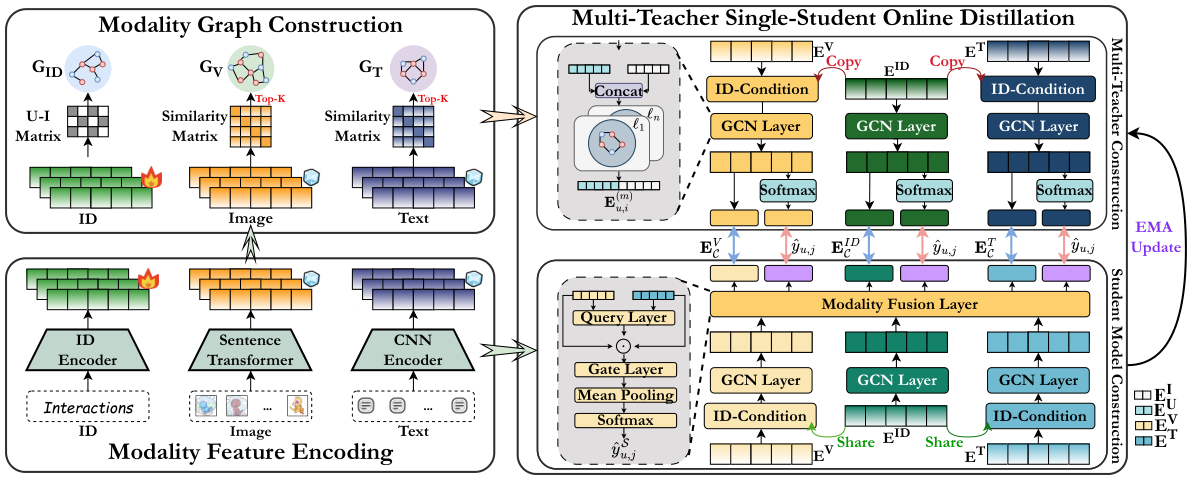 Modality Graph Construction
G_ID
G_V
G_T
Top-K
Top-K
U-I
Matrix
Similarity
Matrix
Similarity
Matrix
ID
Image
Text
ID
Encoder
Sentence
Transformer
CNN
Encoder
Interactions
...
...
ID
Image
Text
Modality Feature Encoding
Multi-Teacher Single-Student Online Distillation
Concat
ℓ_1
ℓ_n
E_{u,i}^{(m)}
E^V
Copy
E^ID
Copy
E^T
ID-Condition
ID-Condition
GCN Layer
GCN Layer
GCN Layer
Softmax
Softmax
Softmax
Multi-Teacher Construction
E_C^V
ŷ_{u,j}
E_C^{ID}
ŷ_{u,j}
E_C^T
ŷ_{u,j}
EMA
Update
Query Layer
Gate Layer
Mean Pooling
Softmax
ŷ_{u,j}^S
Modality Fusion Layer
GCN Layer
GCN Layer
GCN Layer
ID-Condition
ID-Condition
Share
E^ID
Share
E^V
E^T
Student Model Construction
E^I
E^U
E^V
E^T